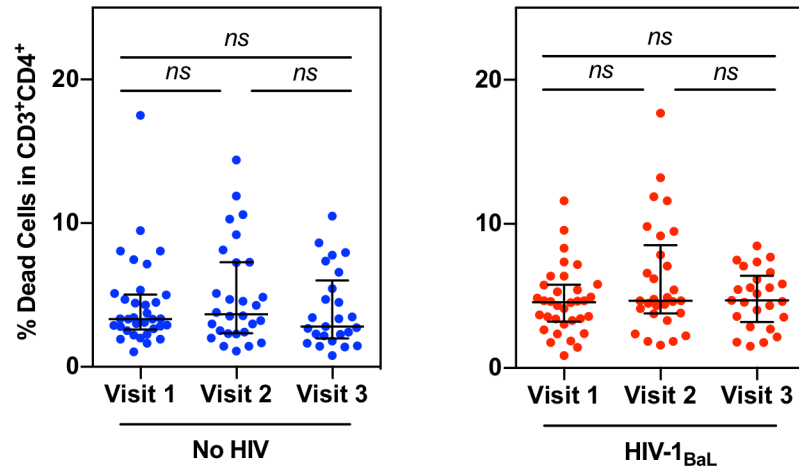 % Dead Cells in CD3⁺CD4⁺
20
10
0
ns
ns
ns
Visit 1 Visit 2 Visit 3
No HIV
20
10
0
ns
ns
ns
Visit 1 Visit 2 Visit 3
HIV-1BaL